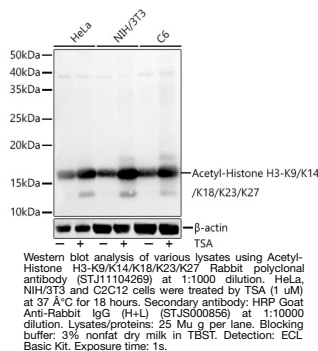 HeLa NIH/3T3 C6
50kDa
40kDa
35kDa
25kDa
20kDa
Acetyl-Histone H3-K9/K14
15kDa
/K18/K23/K27
10kDa
β-actin
− + − + − + TSA
Western blot analysis of various lysates using Acetyl-
Histone H3-K9/K14/K18/K23/K27 Rabbit polyclonal
antibody (STJ11104269) at 1:1000 dilution. HeLa,
NIH/3T3 and C2C12 cells were treated by TSA (1 uM)
at 37 Â°C for 18 hours. Secondary antibody: HRP Goat
Anti-Rabbit IgG (H+L) (STJS000856) at 1:10000
dilution. Lysates/proteins: 25 Mu g per lane. Blocking
buffer: 3% nonfat dry milk in TBST. Detection: ECL
Basic Kit. Exposure time: 1s.